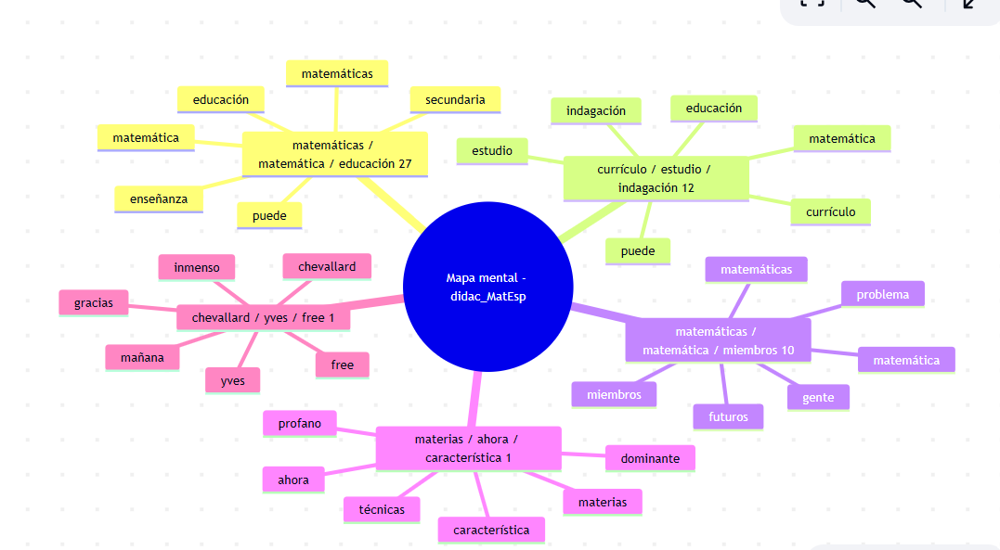 matemáticas
educación
secundaria
matemática
matemáticas /
matemática / educación 27
enseñanza
puede
indagación
educación
estudio
matemática
currículo / estudio /
indagación 12
currículo
puede
Mapa mental -
didac_MatEsp
inmenso
chevallard
gracias
chevallard / yves / free 1
mañana
yves
free
matemáticas
problema
matemáticas /
matemática / miembros 10
matemática
miembros
gente
futuros
profano
materias / ahora /
característica 1
dominante
ahora
técnicas
materias
característica